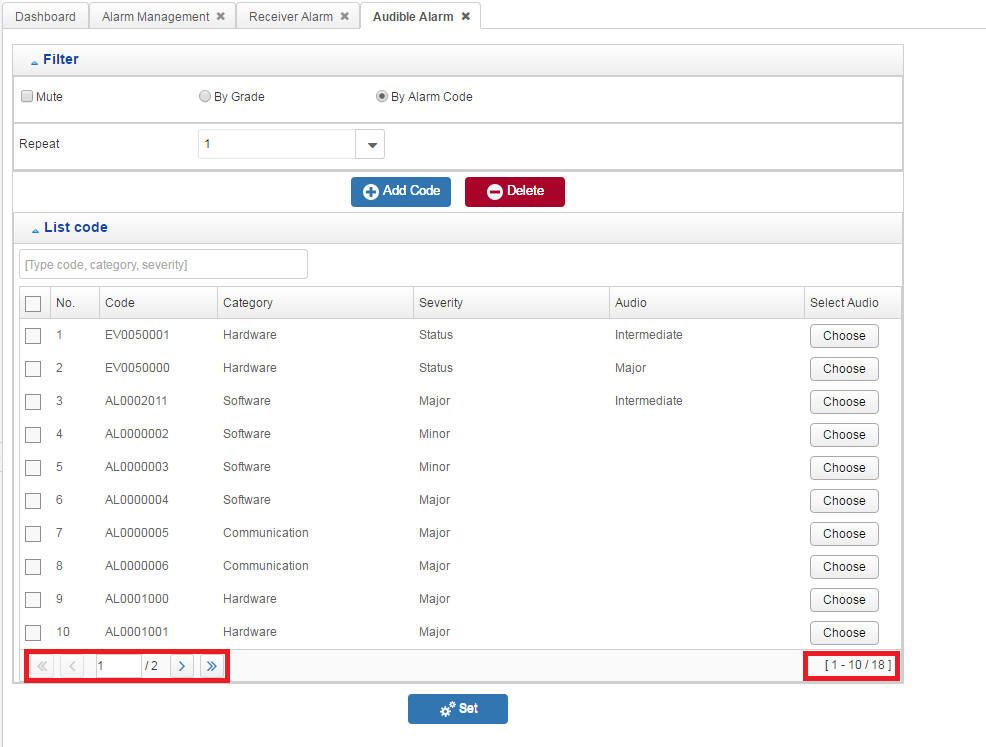 Dashboard Alarm Management Receiver Alarm Audible Alarm
Filter
Mute By Grade By Alarm Code
Repeat 1
Add Code Delete
List code
[Type code, category, severity]
No. Code Category Severity Audio Select Audio
1 EV0050001 Hardware Status Intermediate Choose
2 EV0050000 Hardware Status Major Choose
3 AL0002011 Software Major Intermediate Choose
4 AL0000002 Software Minor Choose
5 AL0000003 Software Minor Choose
6 AL0000004 Software Major Choose
7 AL0000005 Communication Major Choose
8 AL0000006 Communication Major Choose
9 AL0001000 Hardware Major Choose
10 AL0001001 Hardware Major Choose
1 / 2 [ 1 - 10 / 18 ]
Set